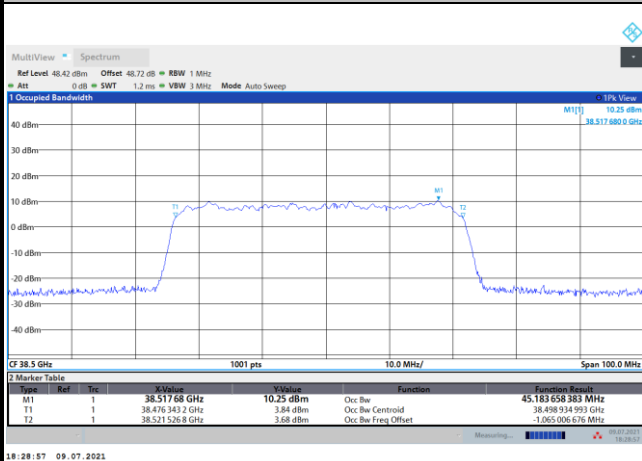 MultiView Spectrum
Ref Level 48.42 dBm Offset 48.72 dB RBW 1 MHz
Att 0 dB SWT 1.2 ms VBW 3 MHz Mode Auto Sweep
1 Occupied Bandwidth 1Pk View
M1[1] 10.25 dBm
38.517 680 0 GHz
40 dBm
30 dBm
20 dBm
M1
10 dBm
T1 T2
0 dBm
-10 dBm
-20 dBm
-30 dBm
-40 dBm
CF 38.5 GHz 1001 pts 10.0 MHz/ Span 100.0 MHz
2 Marker Table
Type Ref Trc X-Value Y-Value Function Function Result
M1 1 38.517 68 GHz 10.25 dBm Occ Bw 45.183 658 383 MHz
T1 1 38.476 343 2 GHz 3.84 dBm Occ Bw Centroid 38.498 934 993 GHz
T2 1 38.521 526 8 GHz 3.68 dBm Occ Bw Freq Offset -1.065 006 676 MHz
Measuring... 09.07.2021
18:28:57
18:28:57 09.07.2021